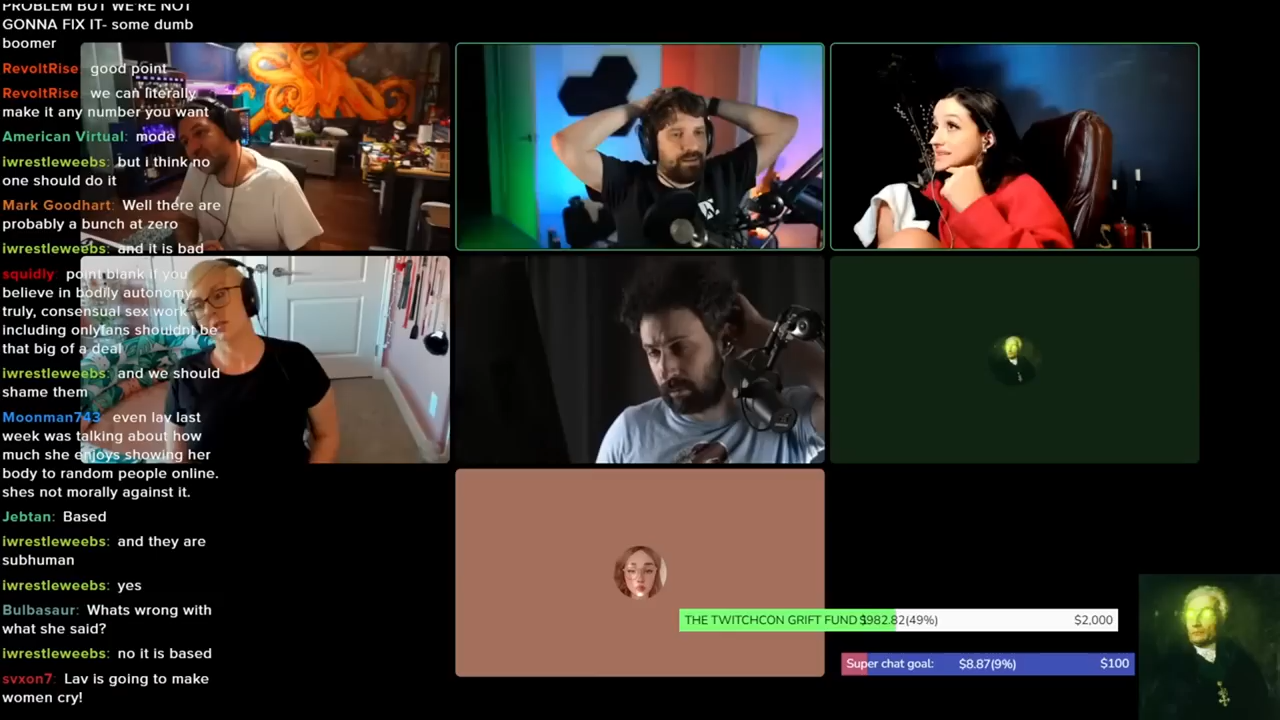 PROBLEM BUT WE'RE NOT
GONNA FIX IT- some dumb
boomer
RevoltRise: good point
RevoltRise: we can literally
make it any number you want
American Virtual: mode
iwrestleweebs: but i think no
one should do it
Mark Goodhart: Well there are
probably a bunch at zero
iwrestleweebs: and it is bad
squidly: point blank if you
believe in bodily autonomy
truly, consensual sex work
including onlyfans shouldnt be
that big of a deal
iwrestleweebs: and we should
shame them
Moonman743: even lav last
week was talking about how
much she enjoys showing her
body to random people online.
shes not morally against it.
Jebtan: Based
iwrestleweebs: and they are
subhuman
iwrestleweebs: yes
Bulbasaur: Whats wrong with
what she said?
iwrestleweebs: no it is based
svxon7: Lav is going to make
women cry!
THE TWITCHCON GRIFT FUND $982.82(49%) $2,000
Super chat goal: $8.87(9%) $100